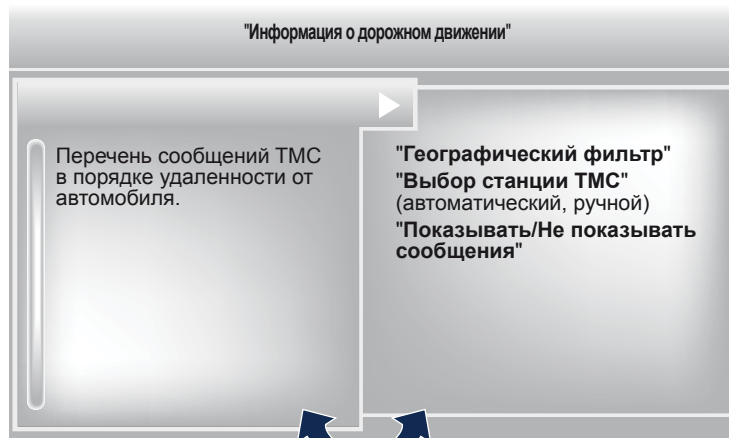 "Информация о дорожном движении"
Перечень сообщений TMC
в порядке удаленности от
автомобиля.
"Географический фильтр"
"Выбор станции TMC"
(автоматический, ручной)
"Показывать/Не показывать
сообщения"